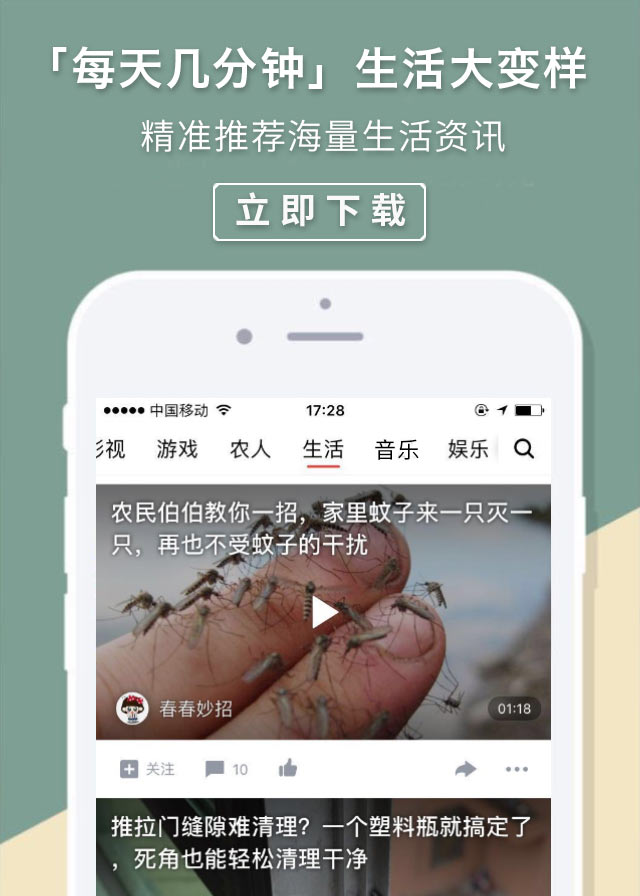 「每天几分钟」生活大变样
精准推荐海量生活资讯
立即下载
中国移动 17:28
影视 游戏 农人 生活 音乐 娱乐
农民伯伯教你一招，家里蚊子来一只灭一
只，再也不受蚊子的干扰
春春妙招 01:18
关注 10
推拉门缝隙难清理？一个塑料瓶就搞定了
，死角也能轻松清理干净